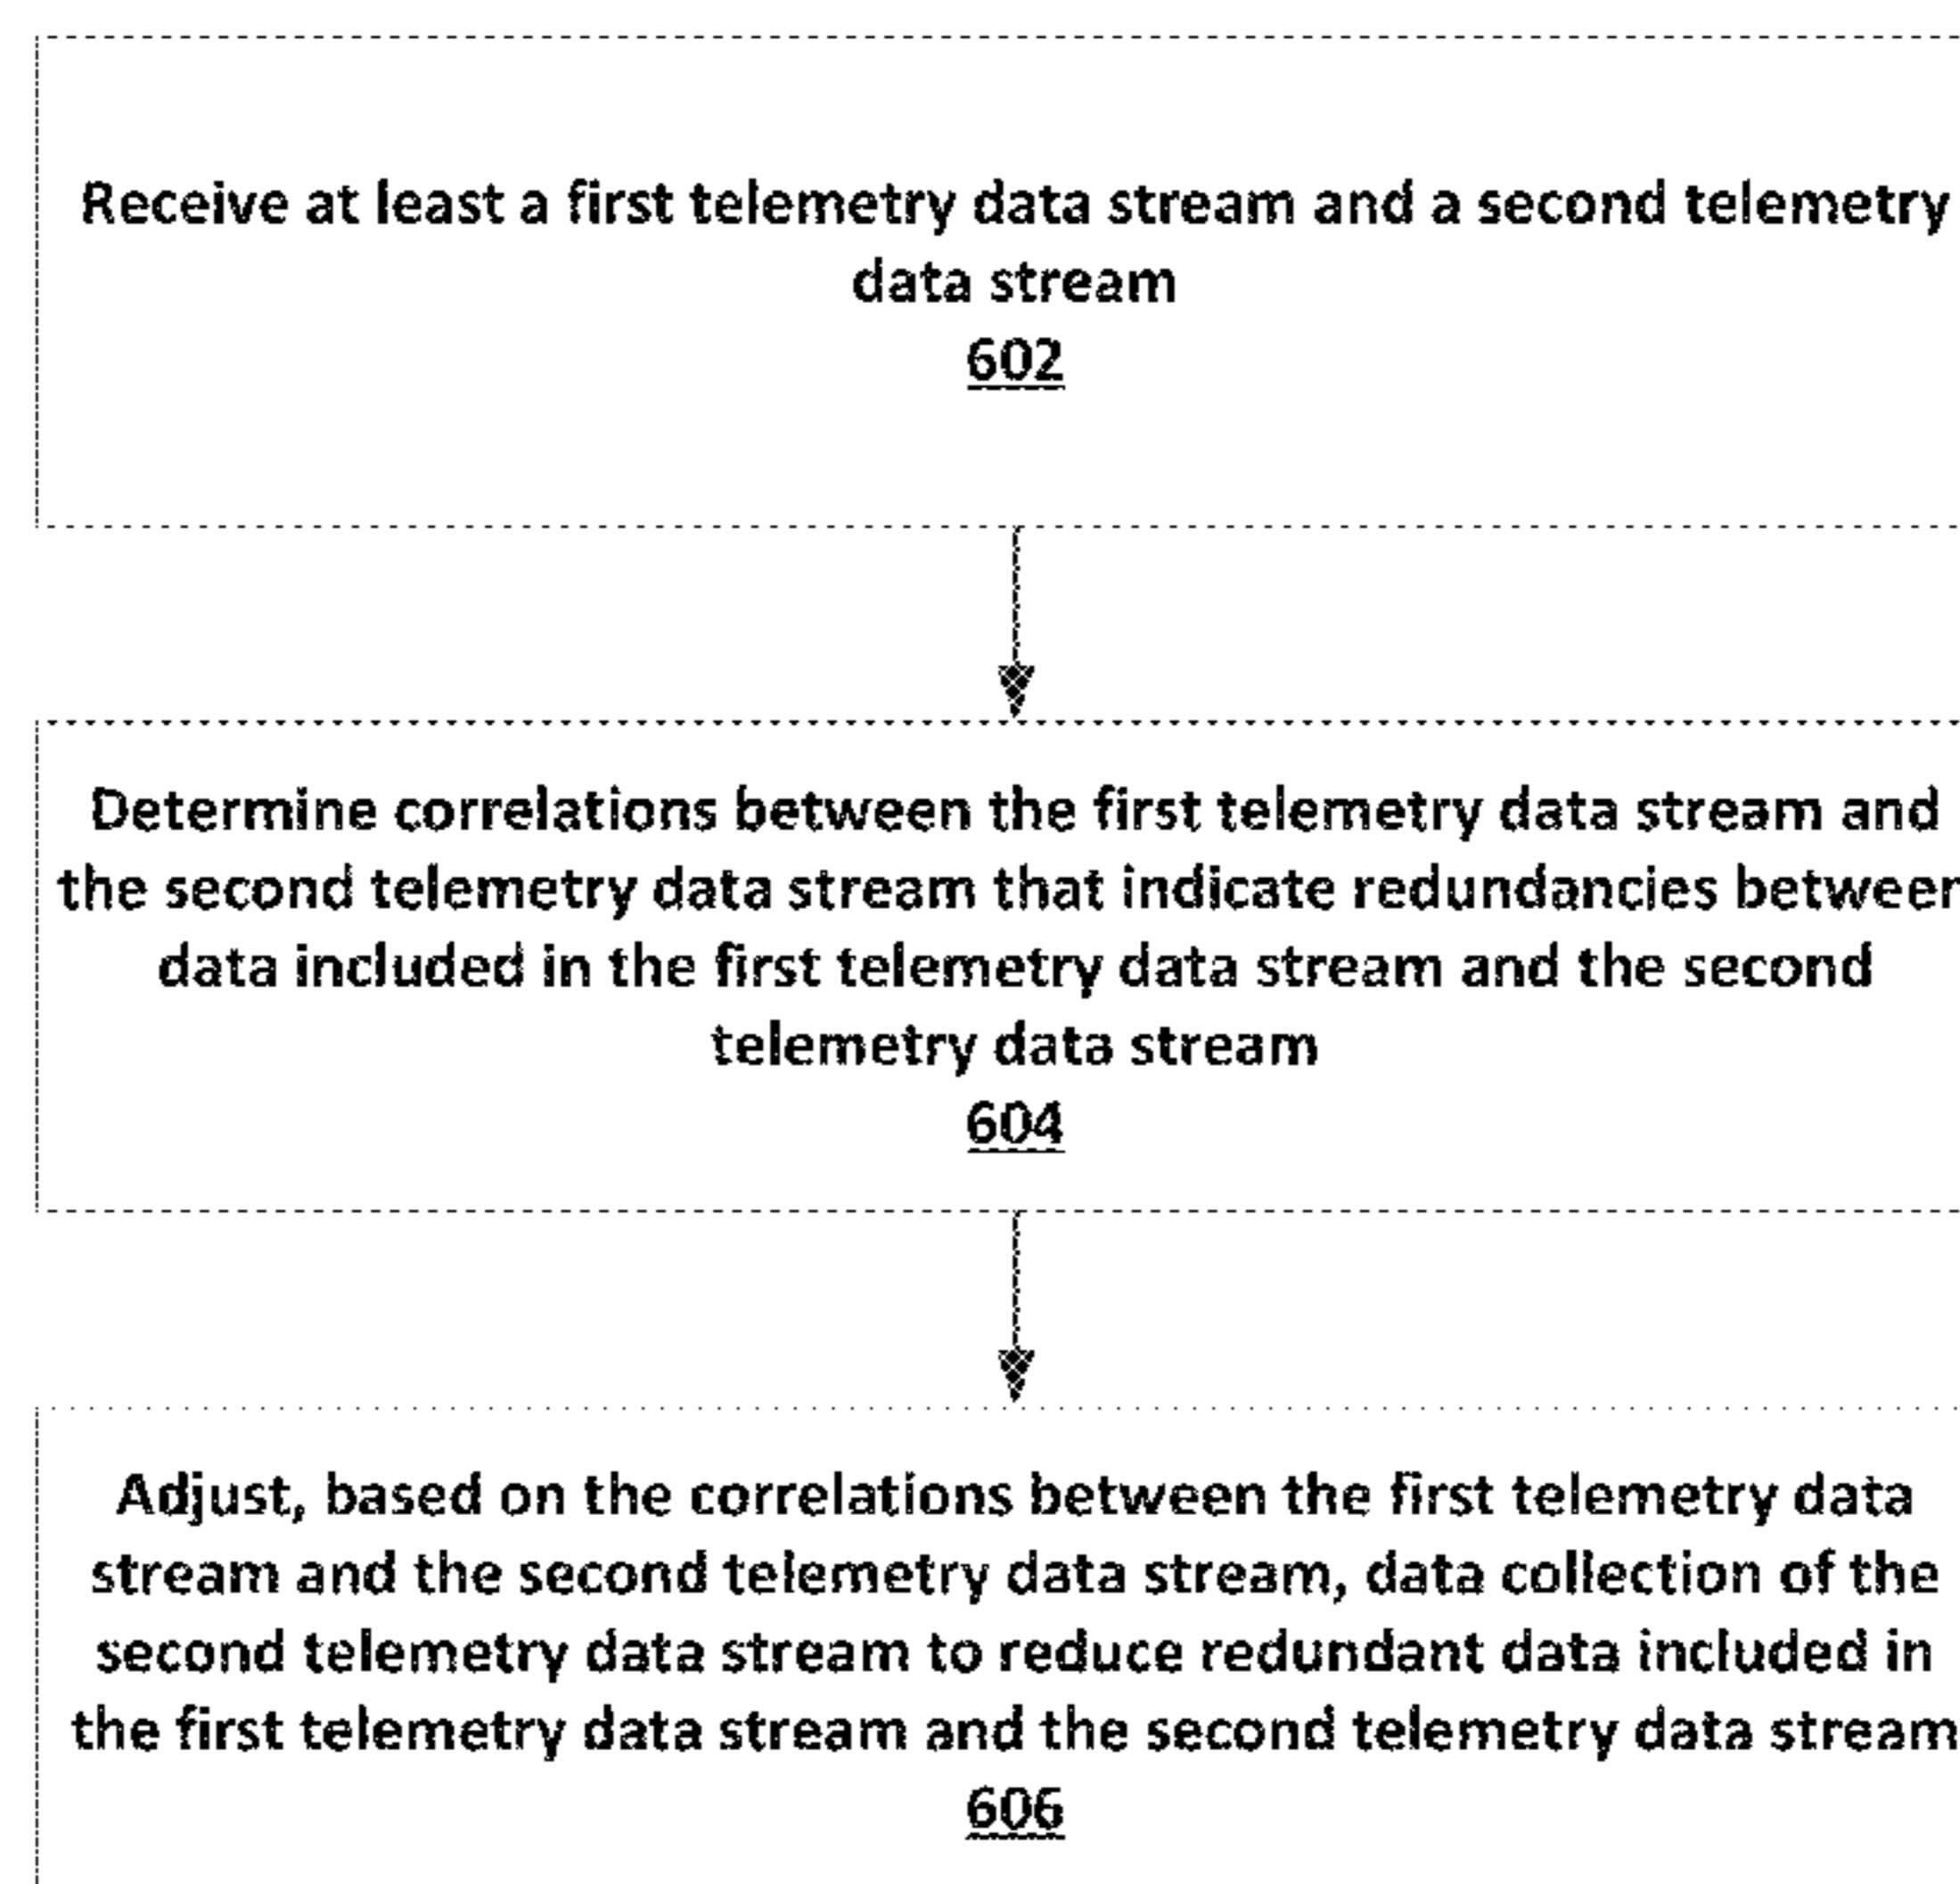 Receive at least a first telemetry data stream and a second telemetry
data stream
602
Determine correlations between the first telemetry data stream and
the second telemetry data stream that indicate redundancies between
data included in the first telemetry data stream and the second
telemetry data stream
604
Adjust, based on the correlations between the first telemetry data
stream and the second telemetry data stream, data collection of the
second telemetry data stream to reduce redundant data included in
the first telemetry data stream and the second telemetry data stream
606